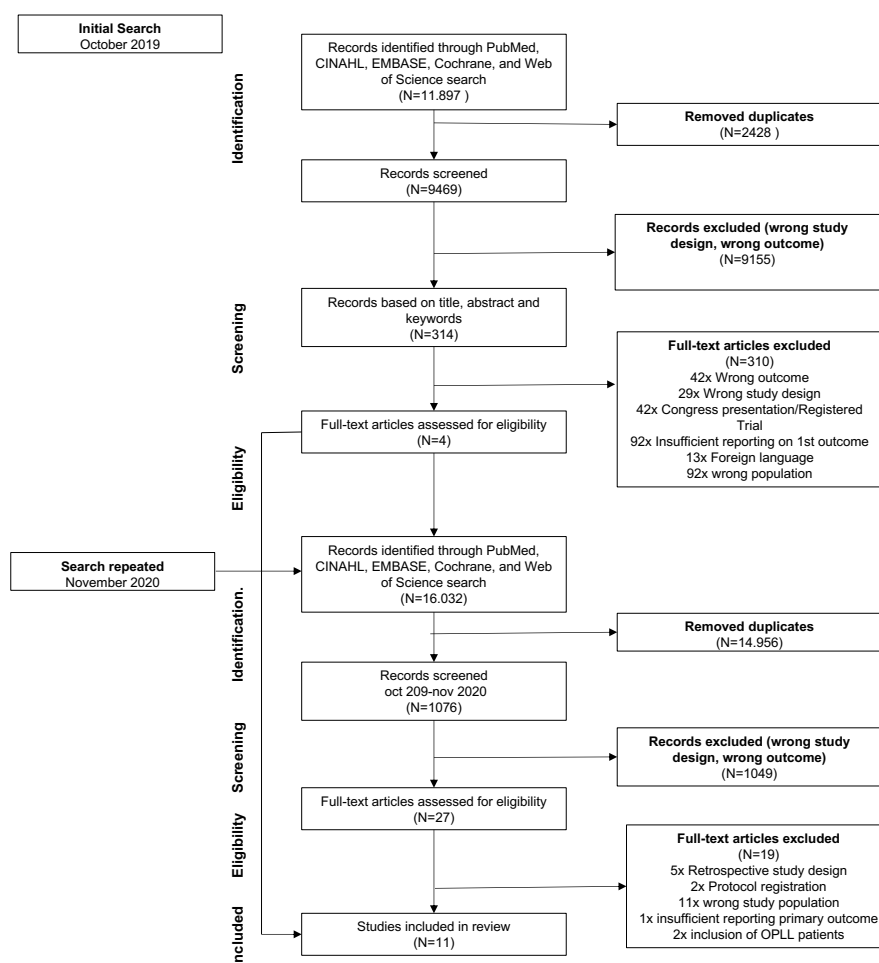 Initial Search
October 2019
Records identified through PubMed,
CINAHL, EMBASE, Cochrane, and Web
of Science search
(N=11.897 )
Identification
Removed duplicates
(N=2428 )
Records screened
(N=9469)
Records excluded (wrong study
design, wrong outcome)
(N=9155)
Screening
Records based on title, abstract and
keywords
(N=314)
Full-text articles excluded
(N=310)
42x Wrong outcome
29x Wrong study design
42x Congress presentation/Registered
Trial
92x Insufficient reporting on 1st outcome
13x Foreign language
92x wrong population
Full-text articles assessed for eligibility
(N=4)
Eligibility
Search repeated
November 2020
Records identified through PubMed,
CINAHL, EMBASE, Cochrane, and Web
of Science search
(N=16.032)
Identification.
Removed duplicates
(N=14.956)
Records screened
oct 209-nov 2020
(N=1076)
Screening
Records excluded (wrong study
design, wrong outcome)
(N=1049)
Full-text articles assessed for eligibility
(N=27)
Eligibility
Full-text articles excluded
(N=19)
5x Retrospective study design
2x Protocol registration
11x wrong study population
1x insufficient reporting primary outcome
2x inclusion of OPLL patients
Included
Studies included in review
(N=11)